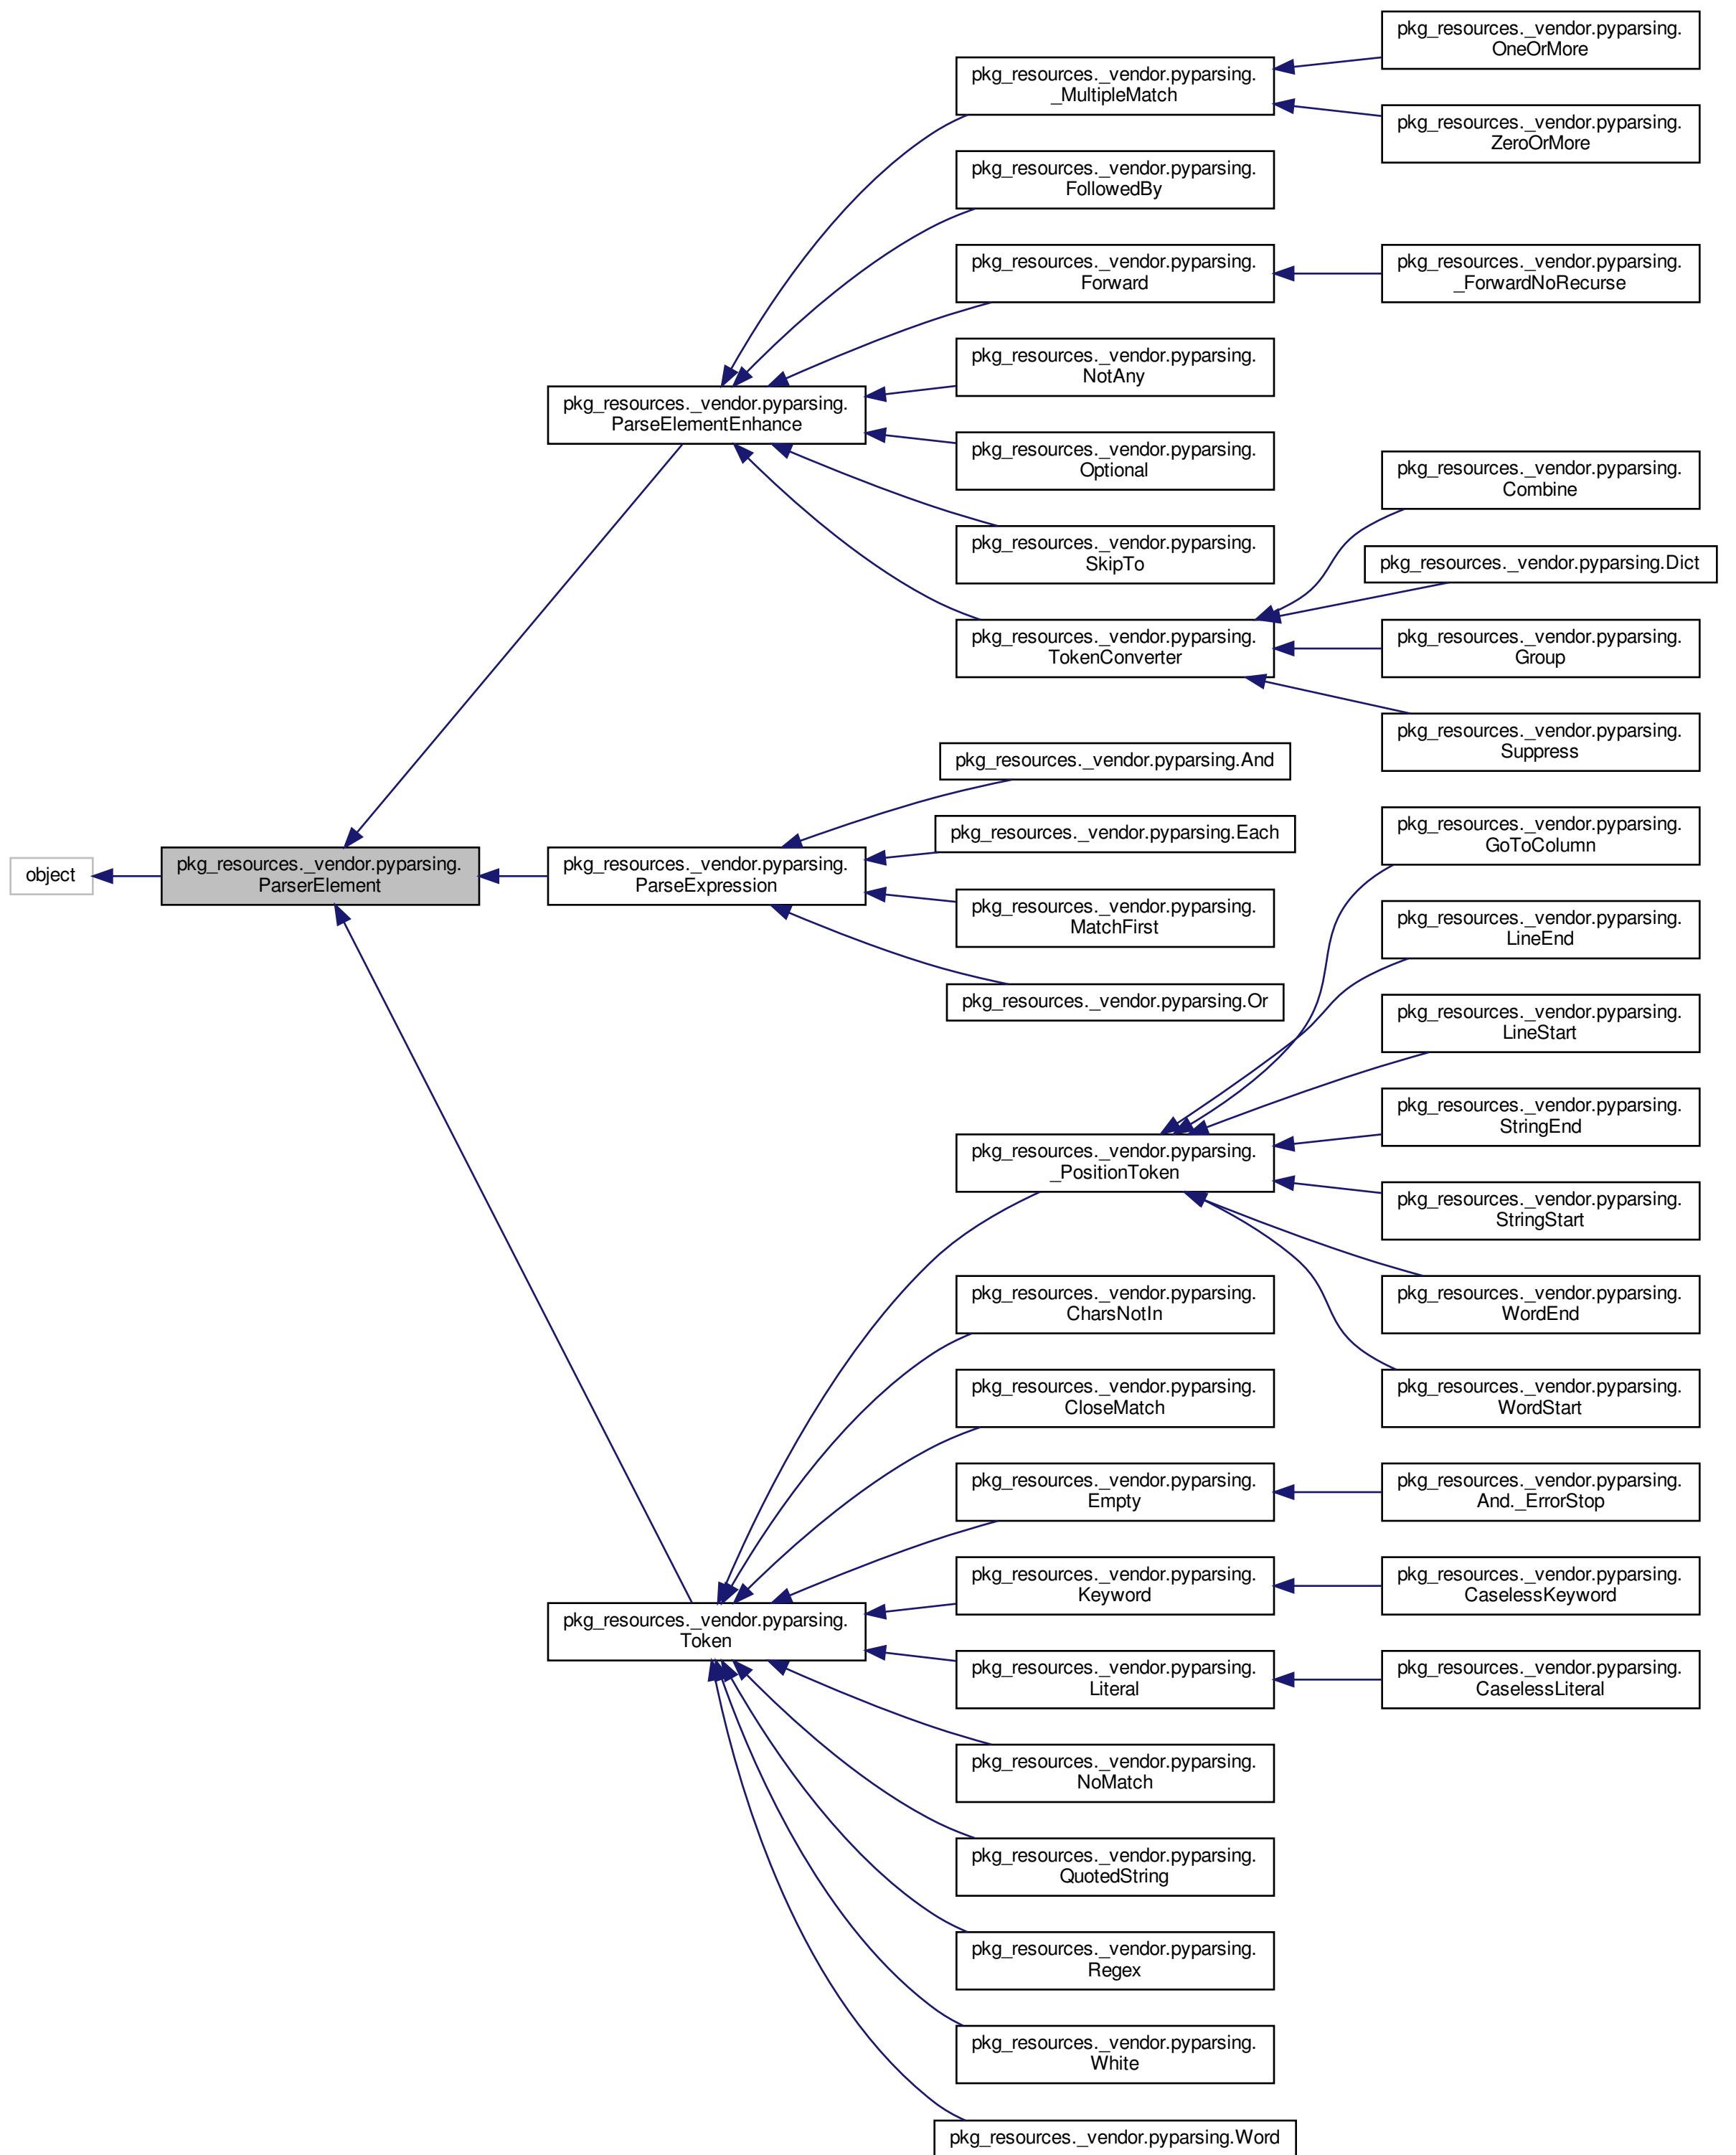 pkg_resources._vendor.pyparsing.
OneOrMore
pkg_resources._vendor.pyparsing.
_MultipleMatch
pkg_resources._vendor.pyparsing.
ZeroOrMore
pkg_resources._vendor.pyparsing.
FollowedBy
pkg_resources._vendor.pyparsing.
Forward
pkg_resources._vendor.pyparsing.
_ForwardNoRecurse
pkg_resources._vendor.pyparsing.
NotAny
pkg_resources._vendor.pyparsing.
ParseElementEnhance
pkg_resources._vendor.pyparsing.
Optional
pkg_resources._vendor.pyparsing.
Combine
pkg_resources._vendor.pyparsing.
SkipTo
pkg_resources._vendor.pyparsing.Dict
pkg_resources._vendor.pyparsing.
TokenConverter
pkg_resources._vendor.pyparsing.
Group
pkg_resources._vendor.pyparsing.
Suppress
pkg_resources._vendor.pyparsing.And
pkg_resources._vendor.pyparsing.Each
pkg_resources._vendor.pyparsing.
GoToColumn
object
pkg_resources._vendor.pyparsing.
ParserElement
pkg_resources._vendor.pyparsing.
ParseExpression
pkg_resources._vendor.pyparsing.
MatchFirst
pkg_resources._vendor.pyparsing.
LineEnd
pkg_resources._vendor.pyparsing.Or
pkg_resources._vendor.pyparsing.
LineStart
pkg_resources._vendor.pyparsing.
StringEnd
pkg_resources._vendor.pyparsing.
_PositionToken
pkg_resources._vendor.pyparsing.
StringStart
pkg_resources._vendor.pyparsing.
CharsNotIn
pkg_resources._vendor.pyparsing.
WordEnd
pkg_resources._vendor.pyparsing.
CloseMatch
pkg_resources._vendor.pyparsing.
WordStart
pkg_resources._vendor.pyparsing.
Empty
pkg_resources._vendor.pyparsing.
And._ErrorStop
pkg_resources._vendor.pyparsing.
Keyword
pkg_resources._vendor.pyparsing.
CaselessKeyword
pkg_resources._vendor.pyparsing.
Token
pkg_resources._vendor.pyparsing.
Literal
pkg_resources._vendor.pyparsing.
CaselessLiteral
pkg_resources._vendor.pyparsing.
NoMatch
pkg_resources._vendor.pyparsing.
QuotedString
pkg_resources._vendor.pyparsing.
Regex
pkg_resources._vendor.pyparsing.
White
pkg_resources._vendor.pyparsing.Word